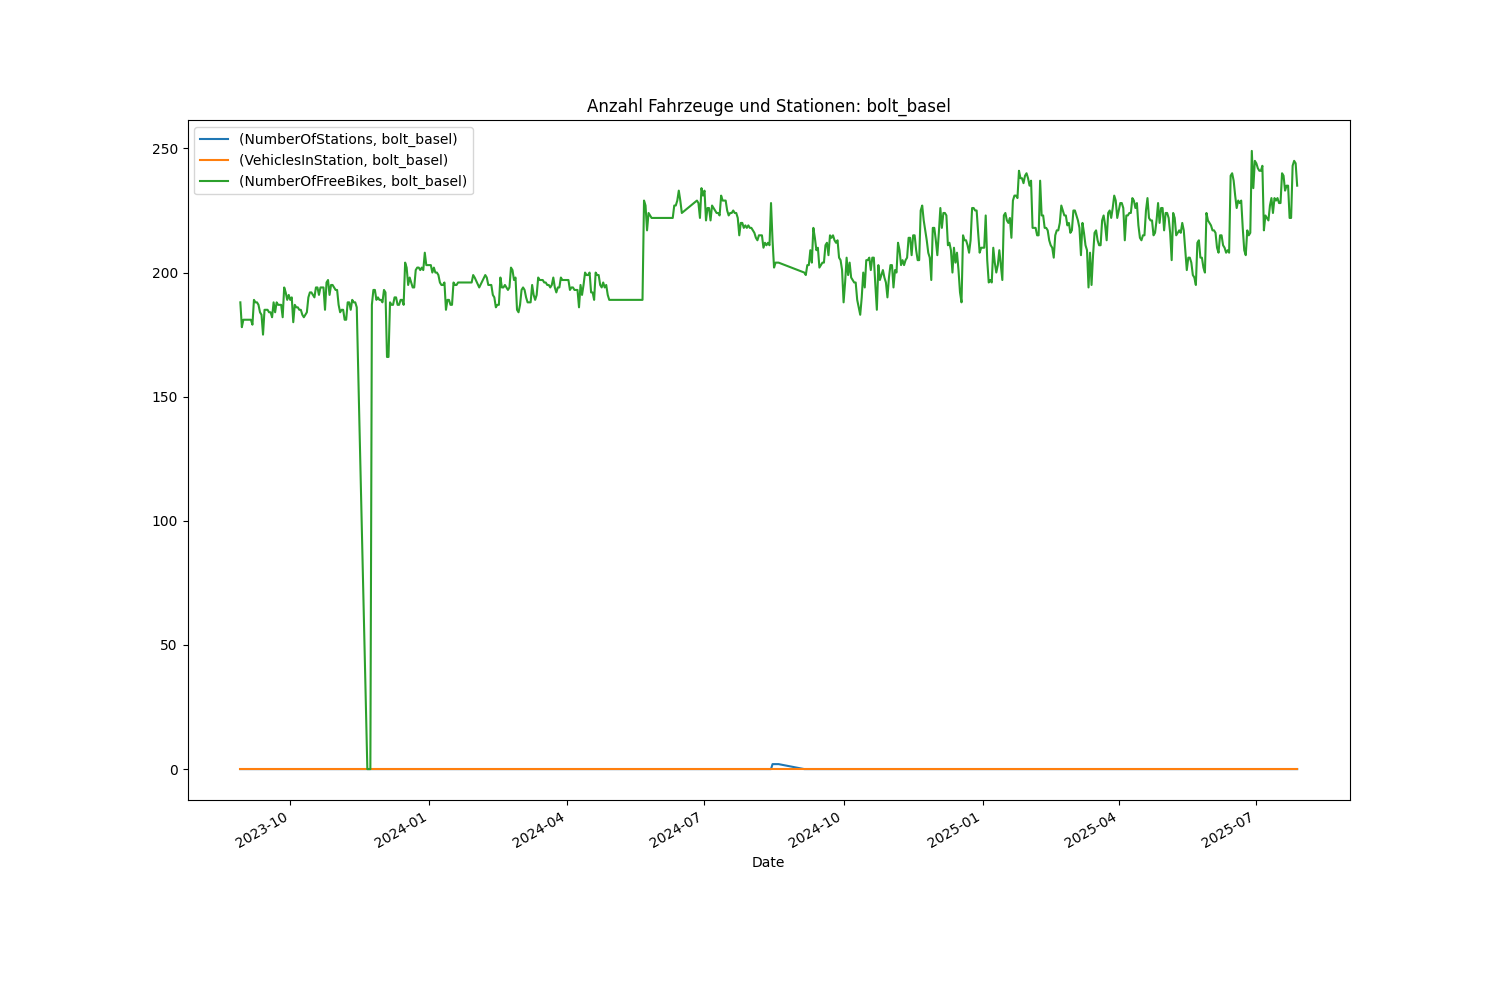 Anzahl Fahrzeuge und Stationen: bolt_basel
(NumberOfStations, bolt_basel)
(VehiclesInStation, bolt_basel)
(NumberOfFreeBikes, bolt_basel)
250
200
150
100
50
0
2023-10
2024-01
2024-04
2024-07
2024-10
2025-01
2025-04
2025-07
Date